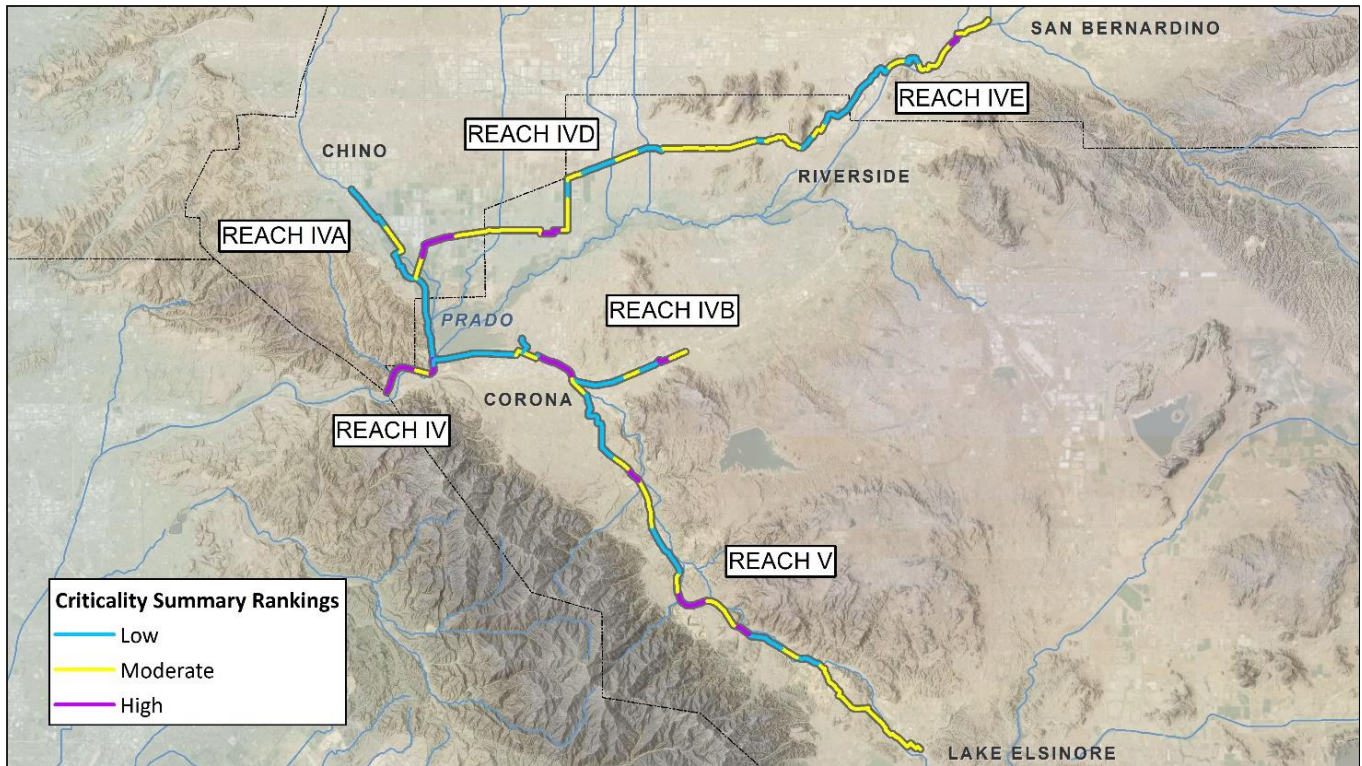 SAN BERNARDINO
REACH IVE
REACH IVD
CHINO
RIVERSIDE
REACH IVA
REACH IVB
PRADO
CORONA
REACH IV
REACH V
Criticality Summary Rankings
Low
Moderate
High
LAKE ELSINORE